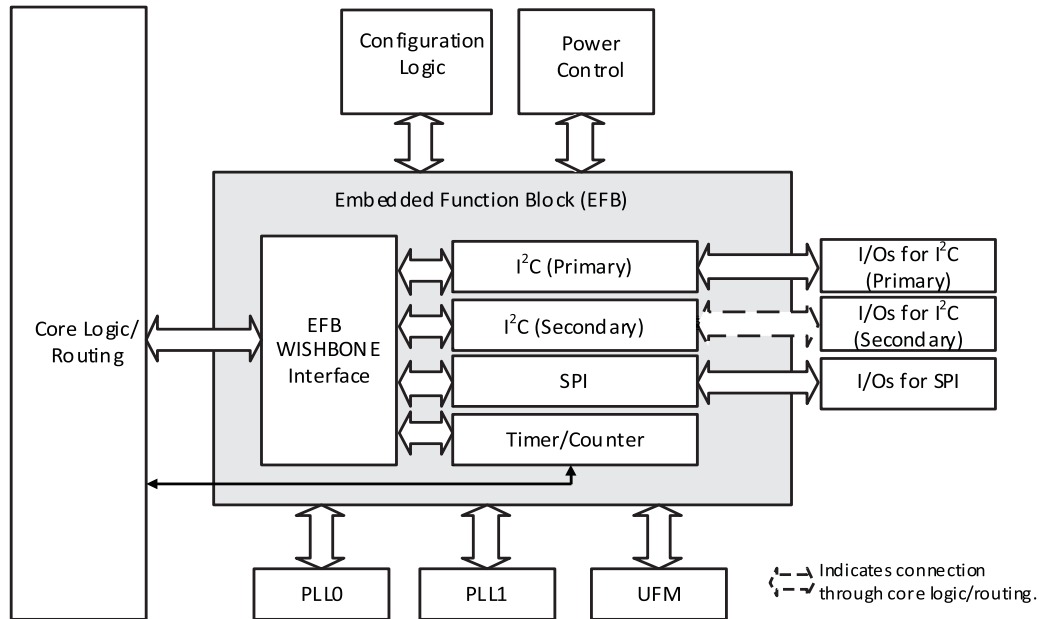 Configuration
Logic
Power
Control
Embedded Function Block (EFB)
Core Logic/
Routing
EFB
WISHBONE
Interface
I²C (Primary)
I²C (Secondary)
SPI
Timer/Counter
I/Os for I²C
(Primary)
I/Os for I²C
(Secondary)
I/Os for SPI
PLL0
PLL1
UFM
Indicates connection
through core logic/routing.